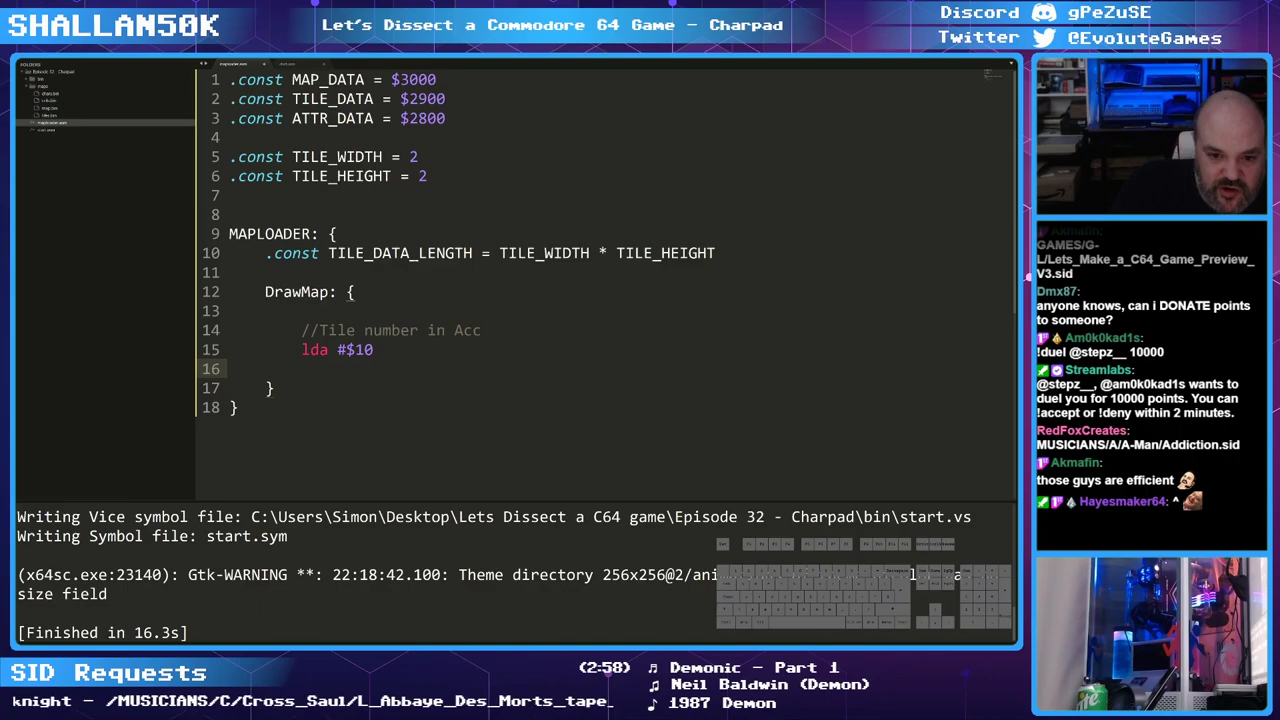 SHALLAN50K
Let's Dissect a Commodore 64 Game - Charpad
Discord gPeZuSE
Twitter @EvoluteGames
FOLDERS
1 .const MAP_DATA = $3000
2 .const TILE_DATA = $2900
3 .const ATTR_DATA = $2800
4
5 .const TILE_WIDTH = 2
6 .const TILE_HEIGHT = 2
7
8
9 MAPLOADER: {
10 .const TILE_DATA_LENGTH = TILE_WIDTH * TILE_HEIGHT
11
12 DrawMap: {
13
14 //Tile number in Acc
15 lda #$10
16
17 }
18 }
Writing Vice symbol file: C:\Users\Simon\Desktop\Lets Dissect a C64 game\Episode 32 - Charpad\bin\start.vs
Writing Symbol file: start.sym
(x64sc.exe:23140): Gtk-WARNING **: 22:18:42.100: Theme directory 256x256@2/ani
size field
[Finished in 16.3s]
Akmafin:
GAMES/G-
L/Lets_Make_a_C64_Game_Preview_
V3.sid
Dmx87:
anyone knows, can i DONATE points
to someone?
Am0k0kad1s:
!duel @stepz__ 10000
Streamlabs:
@stepz__, @am0k0kad1s wants to
duel you for 10000 points. You can
!accept or !deny within 2 minutes.
RedFoxCreates:
MUSICIANS/A/A-Man/Addiction.sid
Akmafin:
those guys are efficient
Hayesmaker64: ^
SID Requests
knight - /MUSICIANS/C/Cross_Saul/L_Abbaye_Des_Morts_tape_
(2:58) ♫ Demonic - Part 1
♫ Neil Baldwin (Demon)
♪ 1987 Demon